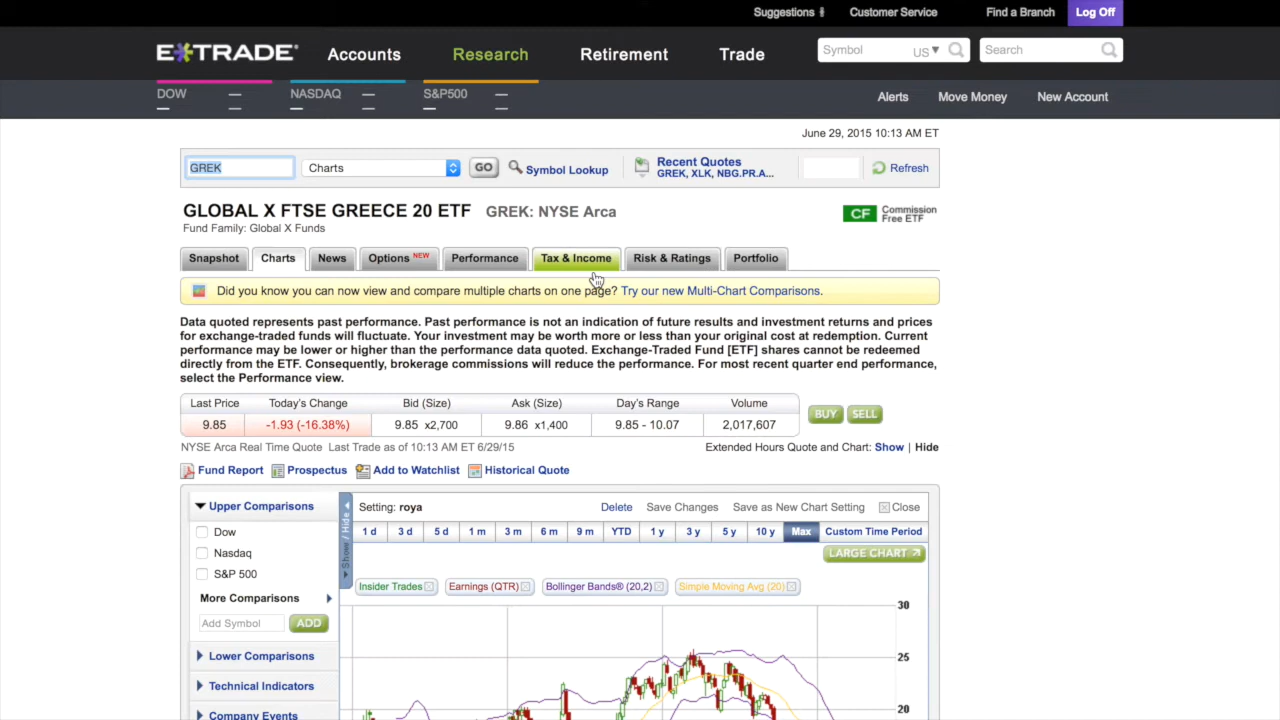 Suggestions Customer Service Find a Branch Log Off
E*TRADE Accounts Research Retirement Trade Symbol US Search
DOW — NASDAQ — S&P500 —
— — — — — —
Alerts Move Money New Account
June 29, 2015 10:13 AM ET
GREK Charts GO Symbol Lookup Recent Quotes Refresh
GREK, XLK, NBG.PR.A...
GLOBAL X FTSE GREECE 20 ETF GREK: NYSE Arca CF Commission Free ETF
Fund Family: Global X Funds
Snapshot Charts News Options NEW Performance Tax & Income Risk & Ratings Portfolio
Did you know you can now view and compare multiple charts on one page? Try our new Multi-Chart Comparisons.
Data quoted represents past performance. Past performance is not an indication of future results and investment returns and prices
for exchange-traded funds will fluctuate. Your investment may be worth more or less than your original cost at redemption. Current
performance may be lower or higher than the performance data quoted. Exchange-Traded Fund [ETF] shares cannot be redeemed
directly from the ETF. Consequently, brokerage commissions will reduce the performance. For most recent quarter end performance,
select the Performance view.
Last Price Today's Change Bid (Size) Ask (Size) Day's Range Volume
9.85 -1.93 (-16.38%) 9.85 x2,700 9.86 x1,400 9.85 - 10.07 2,017,607 BUY SELL
NYSE Arca Real Time Quote Last Trade as of 10:13 AM ET 6/29/15 Extended Hours Quote and Chart: Show | Hide
Fund Report Prospectus Add to Watchlist Historical Quote
Upper Comparisons Setting: roya Delete Save Changes Save as New Chart Setting Close
Show / Hide
Dow 1 d 3 d 5 d 1 m 3 m 6 m 9 m YTD 1 y 3 y 5 y 10 y Max Custom Time Period
Nasdaq LARGE CHART
S&P 500 Insider Trades Earnings (QTR) Bollinger Bands® (20,2) Simple Moving Avg (20)
More Comparisons 30
Add Symbol ADD
Lower Comparisons 25
Technical Indicators
Company Events 20